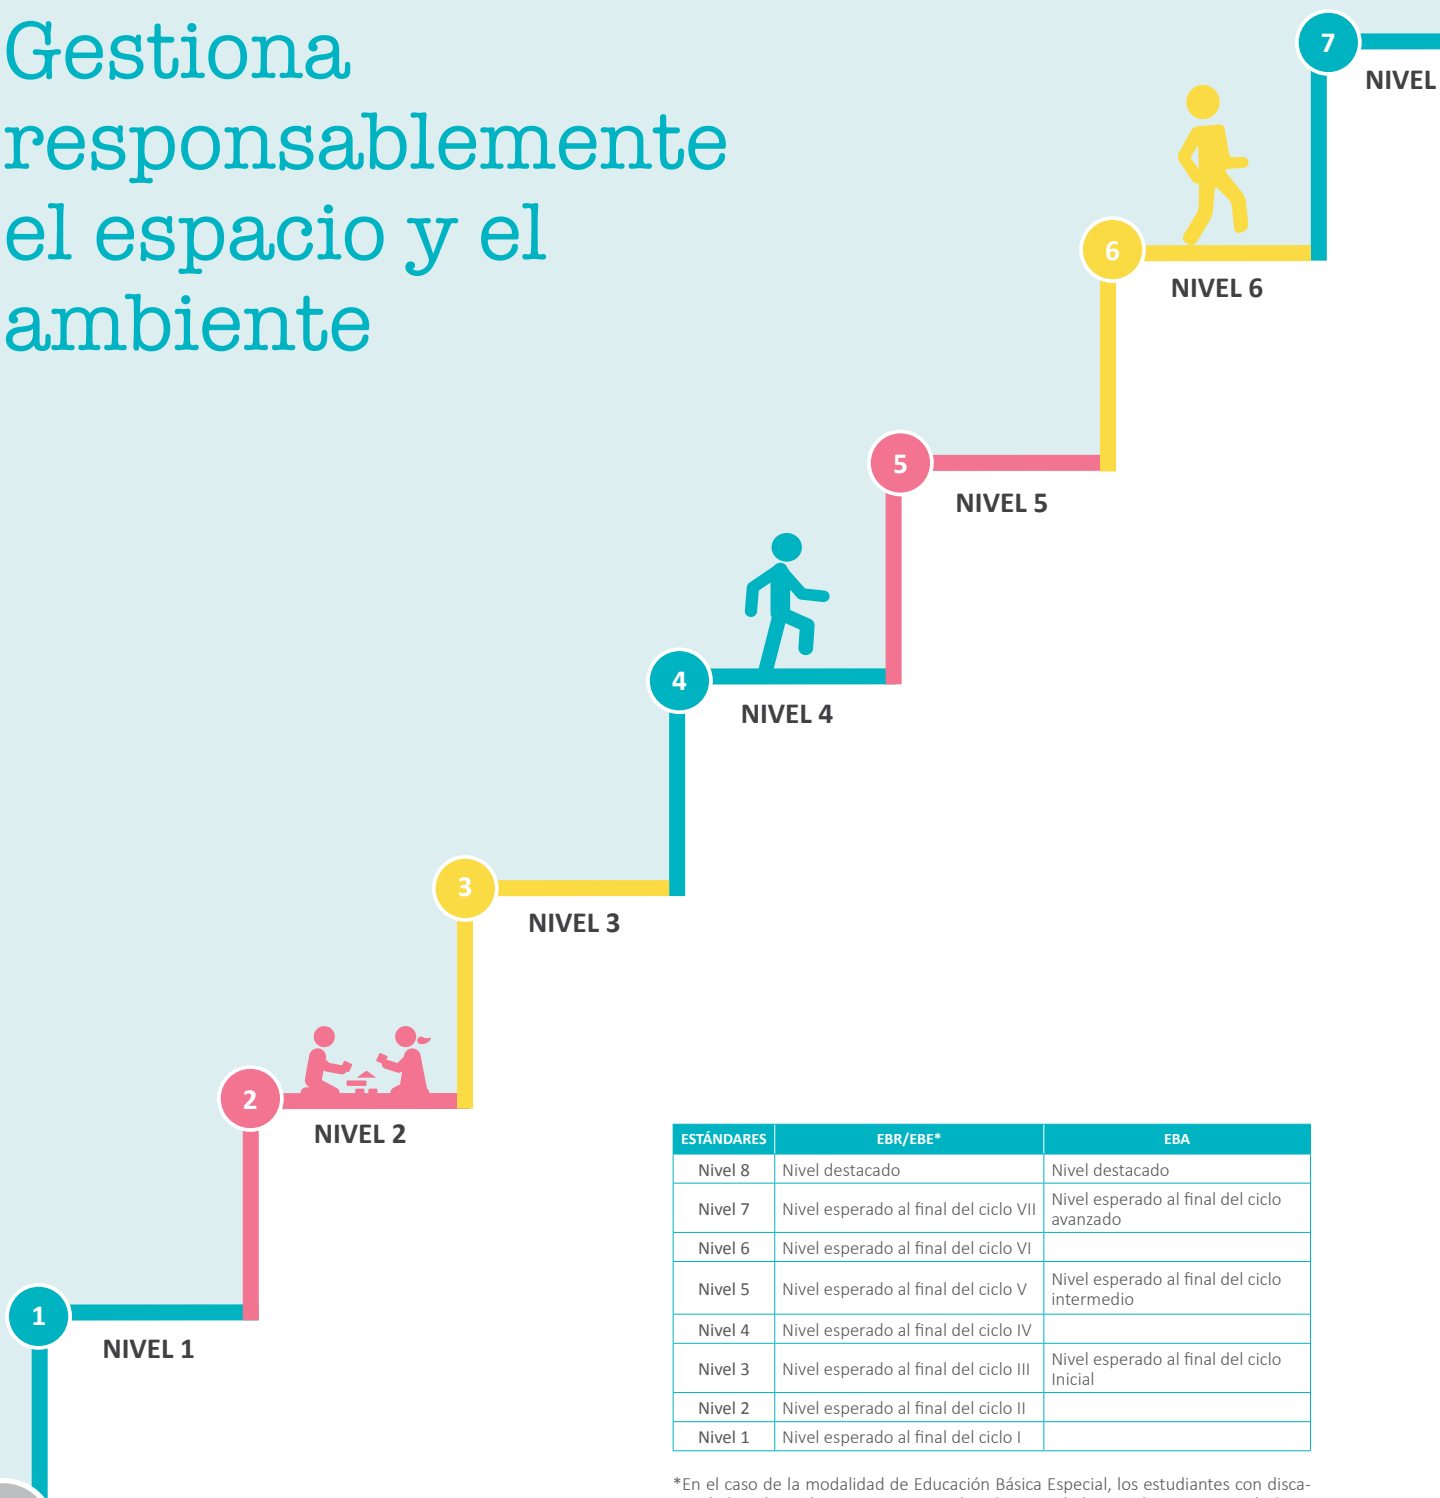 Gestiona
responsablemente
el espacio y el
ambiente
7
NIVEL
6
NIVEL 6
5
NIVEL 5
4
NIVEL 4
3
NIVEL 3
2
NIVEL 2
1
NIVEL 1
ESTÁNDARES EBR/EBE* EBA
Nivel 8 Nivel destacado Nivel destacado
Nivel 7 Nivel esperado al final del ciclo VII Nivel esperado al final del ciclo
avanzado
Nivel 6 Nivel esperado al final del ciclo VI
Nivel 5 Nivel esperado al final del ciclo V Nivel esperado al final del ciclo
intermedio
Nivel 4 Nivel esperado al final del ciclo IV
Nivel 3 Nivel esperado al final del ciclo III Nivel esperado al final del ciclo
Inicial
Nivel 2 Nivel esperado al final del ciclo II
Nivel 1 Nivel esperado al final del ciclo I
*En el caso de la modalidad de Educación Básica Especial, los estudiantes con disca-